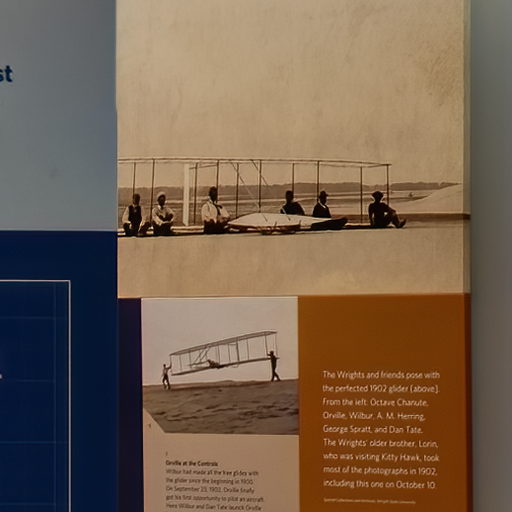 st
The Wrights and friends pose with
the perfected 1902 glider (above).
From the left: Octave Chanute,
Orville, Wilbur, A. M. Herring,
George Spratt, and Dan Tate.
The Wrights' older brother, Lorin,
who was visiting Kitty Hawk, took
most of the photographs in 1902,
including this one on October 10.
Special Collections and Archives, Wright State University
Orville at the Controls
Wilbur had made all the free glides with
the glider since the beginning in 1900.
On September 23, 1902, Orville finally
got his first opportunity to pilot an aircraft.
Here Wilbur and Dan Tate launch Orville